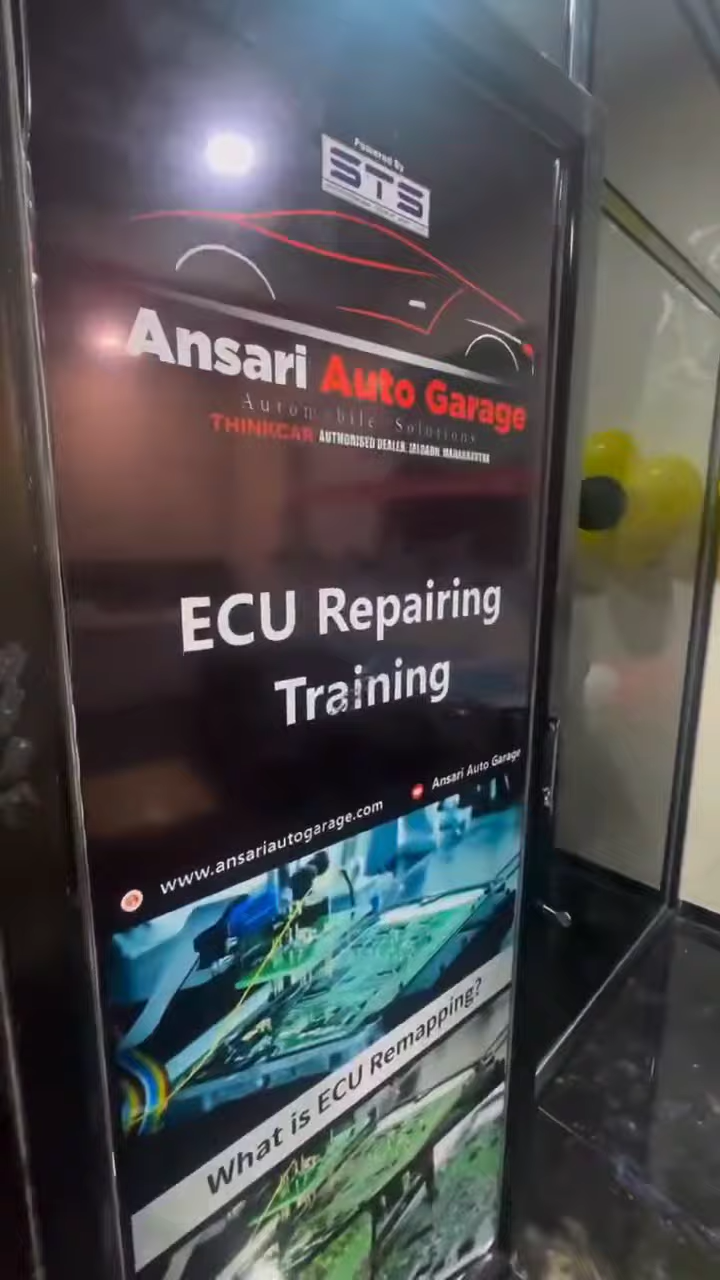 Powered By
STS
Ansari Auto Garage
Automobile Solutions
THINKCAR AUTHORISED DEALER, MAHARASHTRA
ECU Repairing
Training
Ansari Auto Garage
www.ansariautogarage.com
What is ECU Remapping?